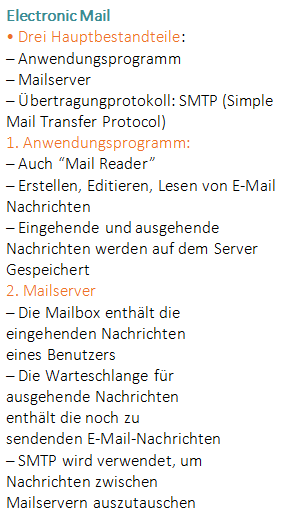 Electronic Mail
• Drei Hauptbestandteile:
– Anwendungsprogramm
– Mailserver
– Übertragungprotokoll: SMTP (Simple
Mail Transfer Protocol)
1. Anwendungsprogramm:
– Auch “Mail Reader”
– Erstellen, Editieren, Lesen von E-Mail
Nachrichten
– Eingehende und ausgehende
Nachrichten werden auf dem Server
Gespeichert
2. Mailserver
– Die Mailbox enthält die
eingehenden Nachrichten
eines Benutzers
– Die Warteschlange für
ausgehende Nachrichten
enthält die noch zu
sendenden E-Mail-Nachrichten
– SMTP wird verwendet, um
Nachrichten zwischen
Mailservern auszutauschen